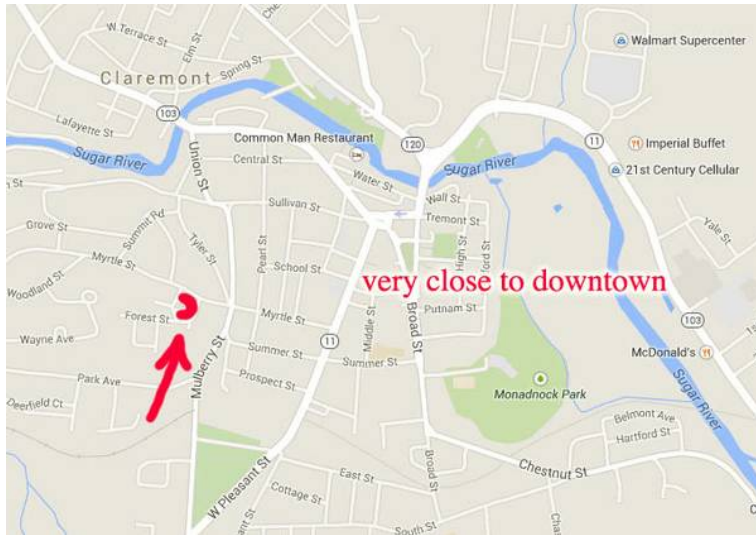 W Terrace St
Elm St
Spring St
Claremont
Walmart Supercenter
103
Lafayette St
Common Man Restaurant
120
11
Imperial Buffet
Sugar River
Union St
Central St
Sugar River
21st Century Cellular
Water St
Wall St
Sullivan St
Tremont St
Grove St
Summit Rd
Tyler St
Pearl St
High St
Yale St
Myrtle St
School St
very close to downtown
Woodland St
Forest St
Myrtle St
Middle St
Broad St
Putnam St
103
Wayne Ave
11
McDonald's
Mulberry St
Summer St
Summer St
Sugar River
Park Ave
Prospect St
Monadnock Park
Deerfield Ct
Belmont Ave
Hartford St
W Pleasant St
East St
Broad St
Chestnut St
Cottage St
South St